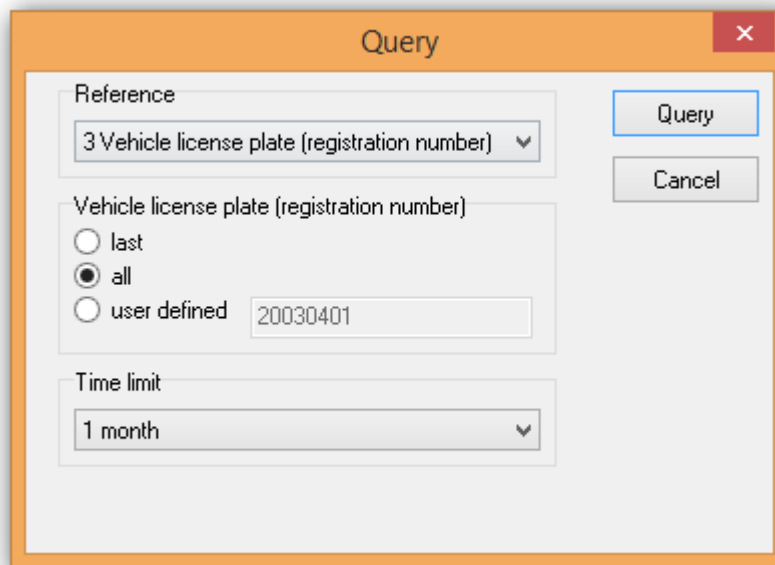 Query
Reference
3 Vehicle license plate (registration number)
Query
Cancel
Vehicle license plate (registration number)
last
all
user defined
20030401
Time limit
1 month